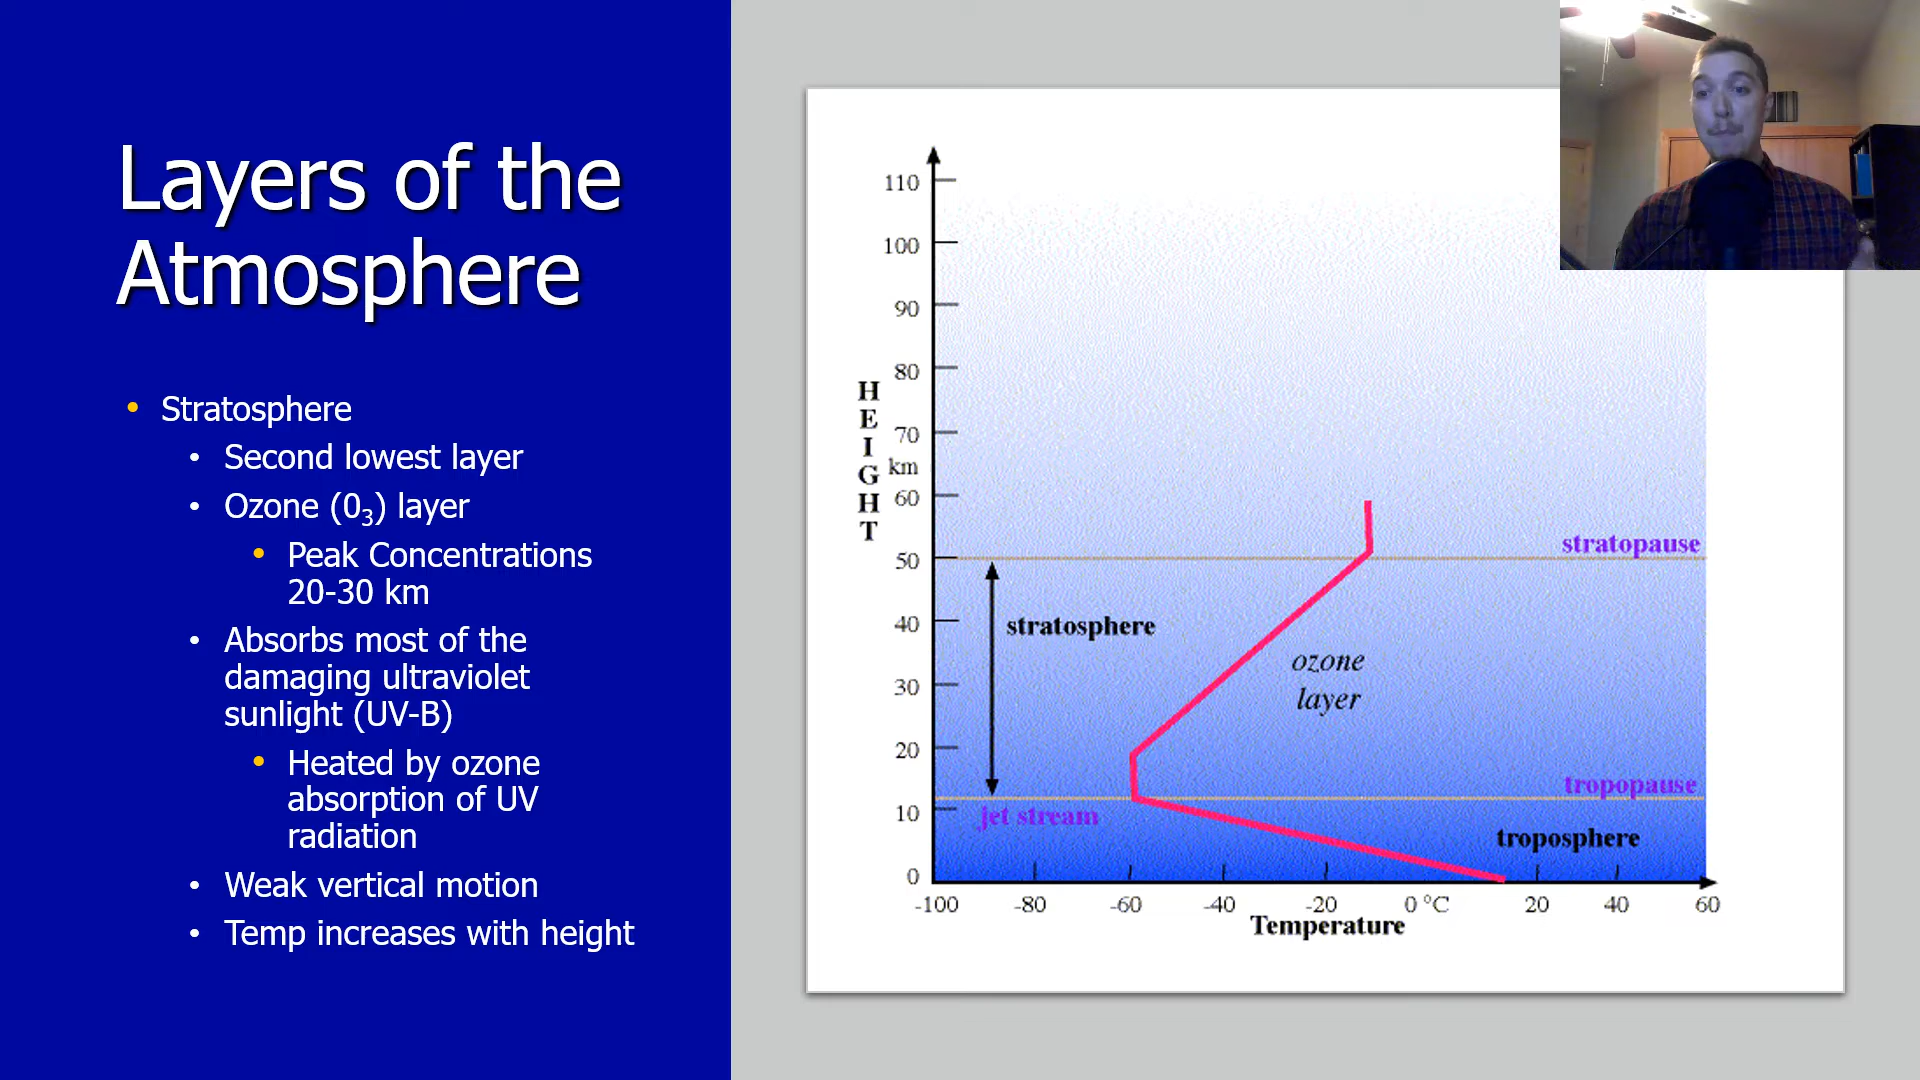 Layers of the
Atmosphere
• Stratosphere
• Second lowest layer
• Ozone (0₃) layer
• Peak Concentrations
20-30 km
• Absorbs most of the
damaging ultraviolet
sunlight (UV-B)
• Heated by ozone
absorption of UV
radiation
• Weak vertical motion
• Temp increases with height
HEIGHT
km
110
100
90
80
70
60
50
40
30
20
10
0
stratopause
stratosphere
ozone
layer
tropopause
jet stream
troposphere
-100 -80 -60 -40 -20 0 °C 20 40 60
Temperature